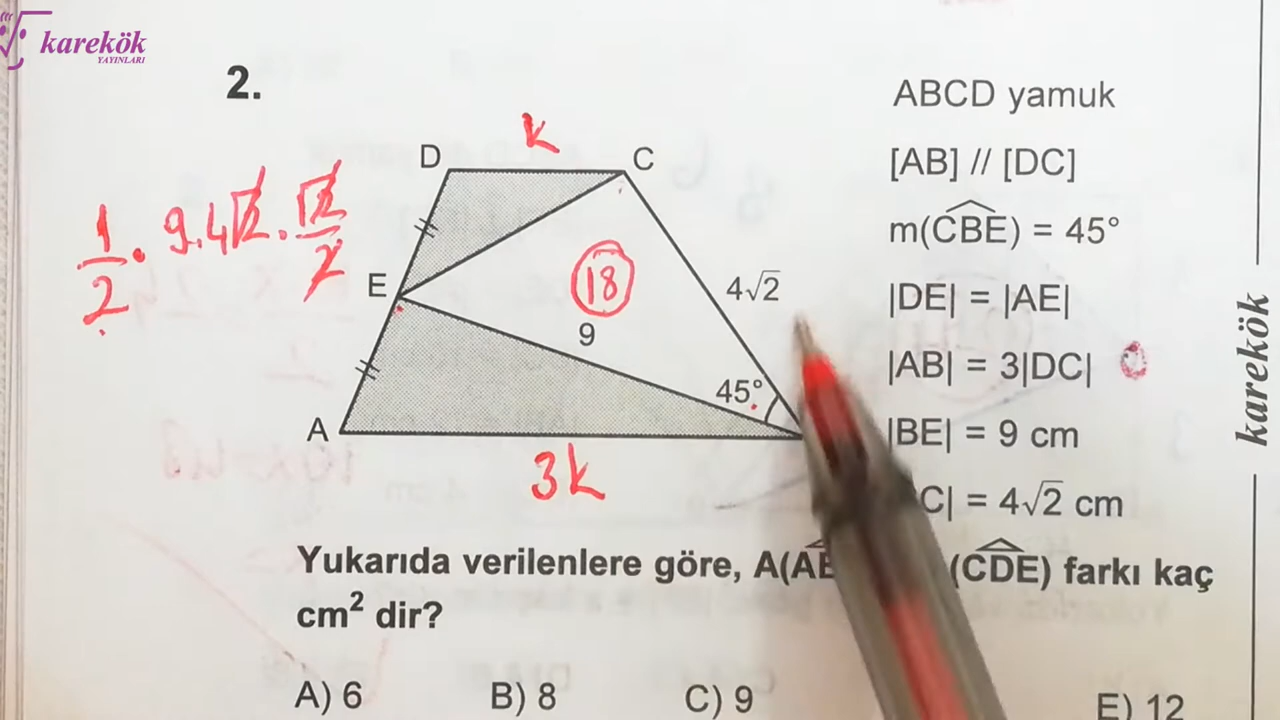 karekök
YAYINLARI
2.
ABCD yamuk
[AB] // [DC]
m(CBE) = 45°
|DE| = |AE|
|AB| = 3|DC|
|BE| = 9 cm
C| = 4√2 cm
k
D
C
1/2 . 9.4√2 . √2/2
E
18
4√2
9
45°
A
3k
karekök
Yukarıda verilenlere göre, A(AE (CDE) farkı kaç
cm² dir?
A) 6 B) 8 C) 9 E) 12